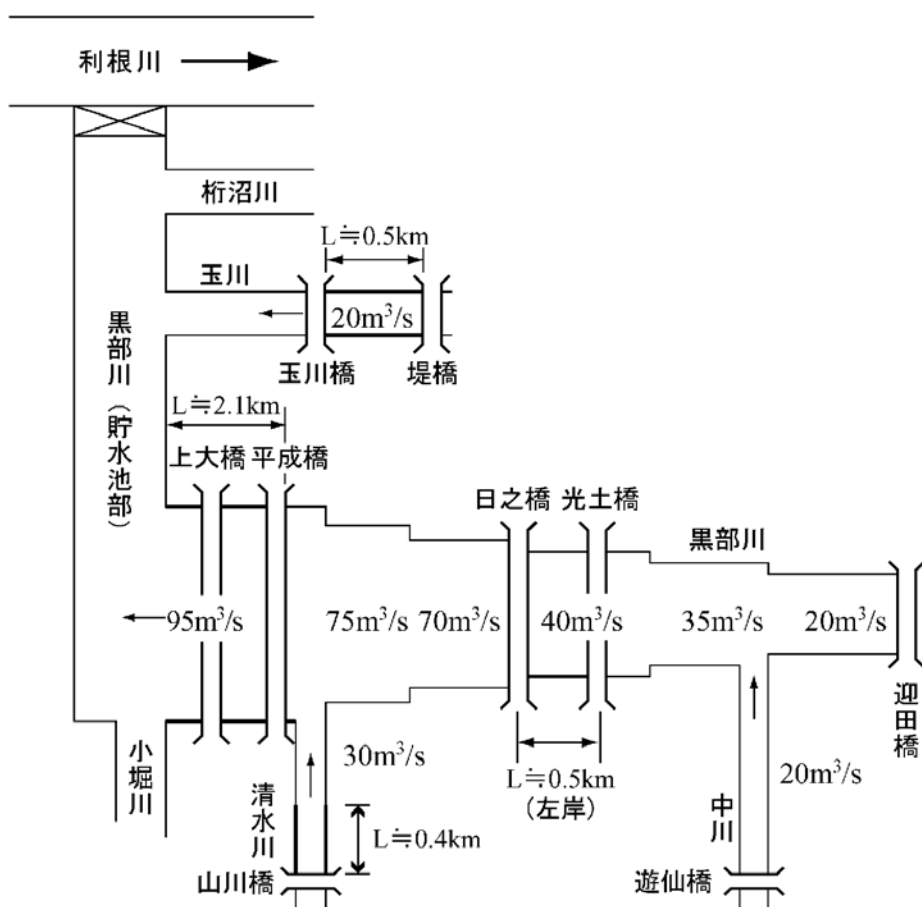 利根川
桁沼川
L≒0.5km
玉川
20m³/s
玉川橋
堤橋
黒部川(貯水池部)
L≒2.1km
上大橋
平成橋
日之橋
光土橋
黒部川
95m³/s
75m³/s
70m³/s
40m³/s
35m³/s
20m³/s
迎田橋
小堀川
清水川
30m³/s
L≒0.5km
(左岸)
20m³/s
中川
L≒0.4km
山川橋
遊仙橋